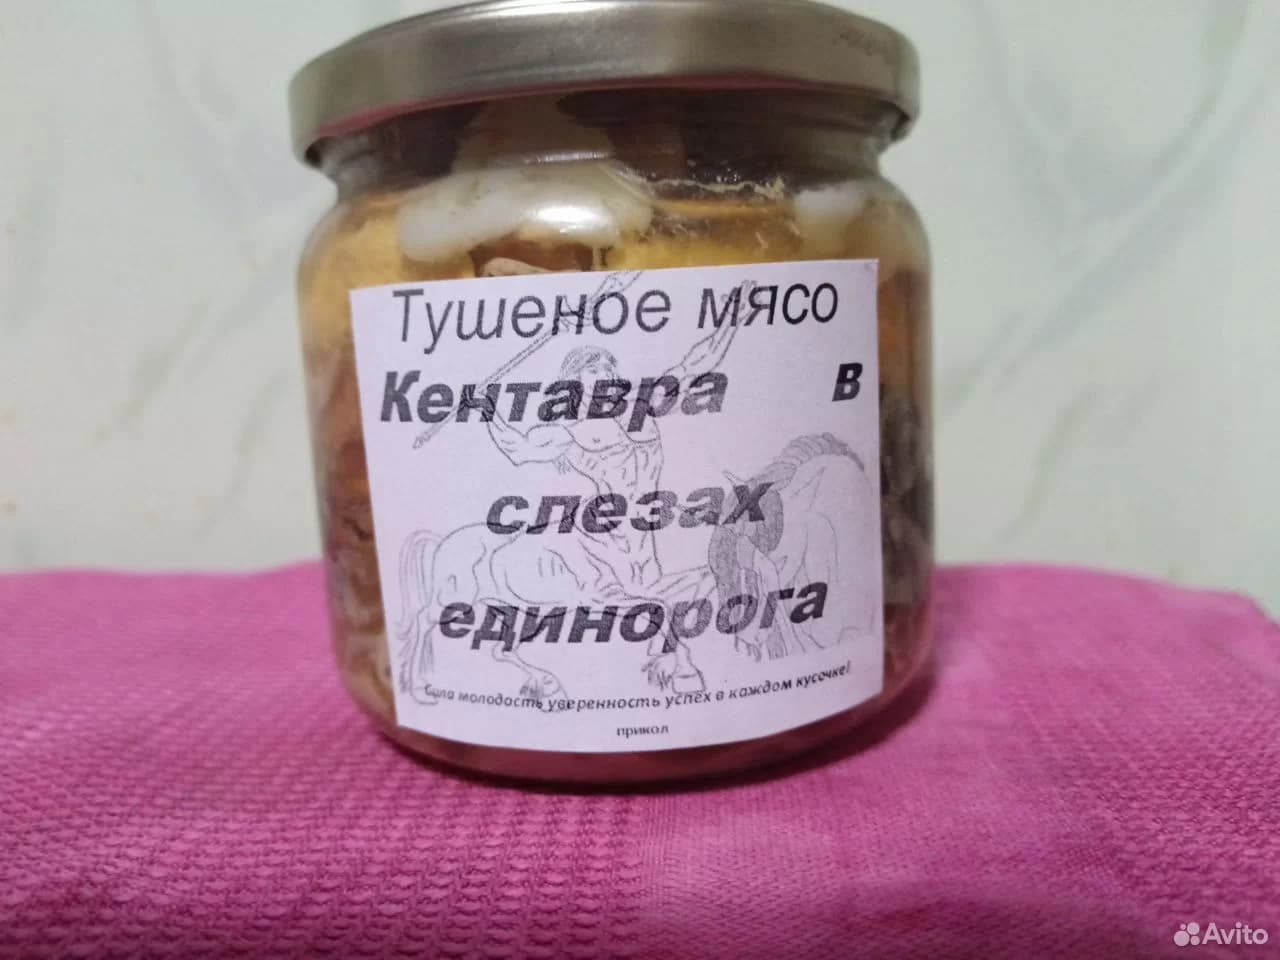 Тушеное мясо
Кентавра в
слезах
единорога
Сила молодость уверенность успех в каждом кусочке!
прикол
Avito